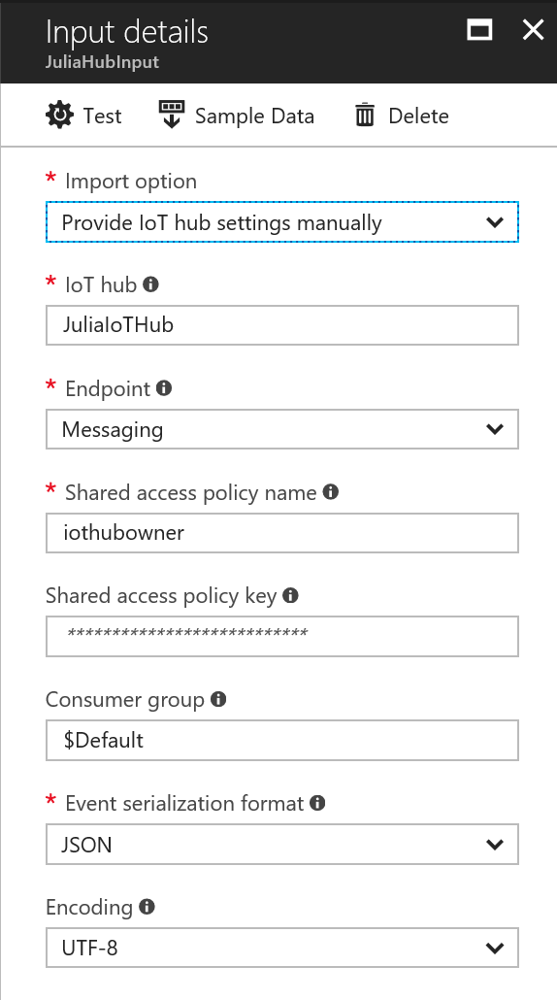 Input details
JuliaHubInput
Test Sample Data Delete
* Import option
Provide IoT hub settings manually
* IoT hub
JuliaIoTHub
* Endpoint
Messaging
* Shared access policy name
iothubowner
Shared access policy key
***************************
Consumer group
$Default
* Event serialization format
JSON
Encoding
UTF-8